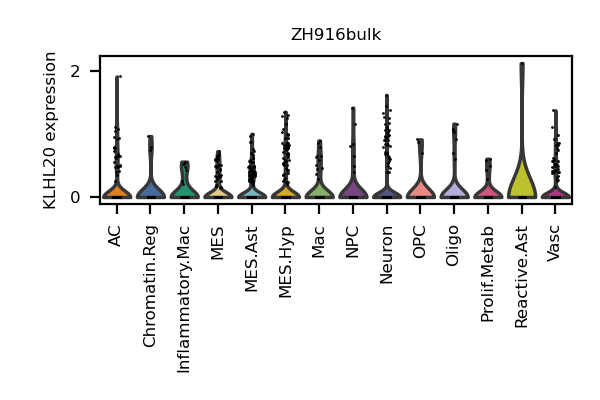 ZH916bulk
KLHL20 expression
2
0
AC
Chromatin.Reg
Inflammatory.Mac
MES
MES.Ast
MES.Hyp
Mac
NPC
Neuron
OPC
Oligo
Prolif.Metab
Reactive.Ast
Vasc